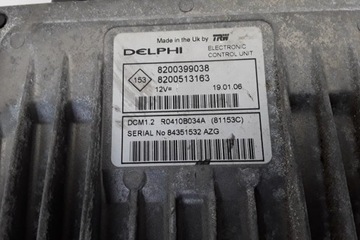 Made in the Uk by TRW
DELPHI ELECTRONIC CONTROL UNIT
153
8200399038
8200513163
12V= 19.01.06
DCM1.2 R0410B034A (81153C)
SERIAL No 84351532 AZG